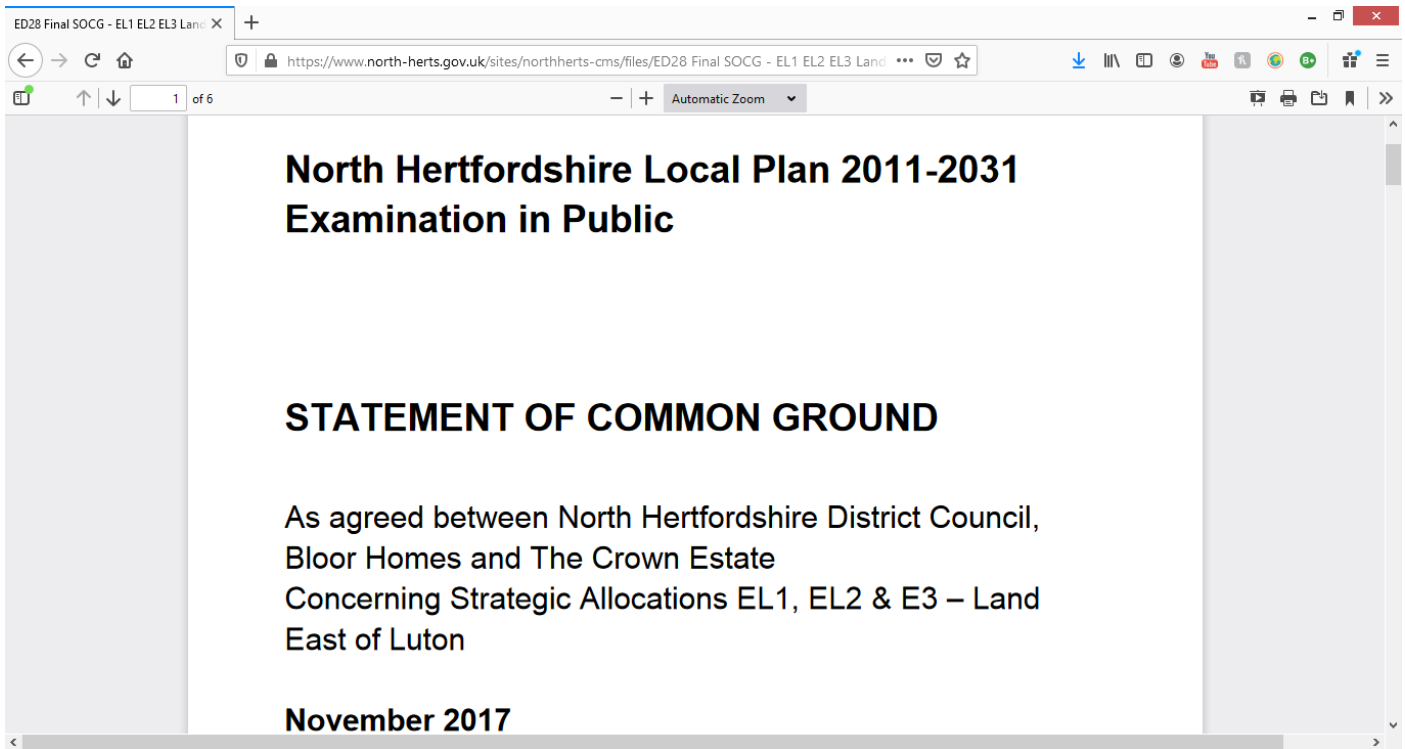 ED28 Final SOCG - EL1 EL2 EL3 Land
https://www.north-herts.gov.uk/sites/northherts-cms/files/ED28 Final SOCG - EL1 EL2 EL3 Land
1 of 6
Automatic Zoom
North Hertfordshire Local Plan 2011-2031
Examination in Public
STATEMENT OF COMMON GROUND
As agreed between North Hertfordshire District Council,
Bloor Homes and The Crown Estate
Concerning Strategic Allocations EL1, EL2 & E3 – Land
East of Luton
November 2017